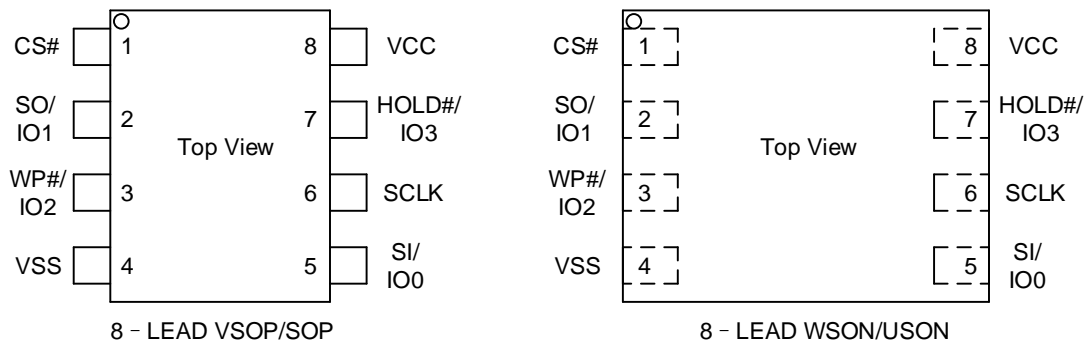 CS#
1
8
VCC
SO/
IO1
2
7
HOLD#/
IO3
Top View
WP#/
IO2
3
6
SCLK
VSS
4
5
SI/
IO0
8 – LEAD VSOP/SOP
CS#
1
8
VCC
SO/
IO1
2
7
HOLD#/
IO3
Top View
WP#/
IO2
3
6
SCLK
VSS
4
5
SI/
IO0
8 – LEAD WSON/USON